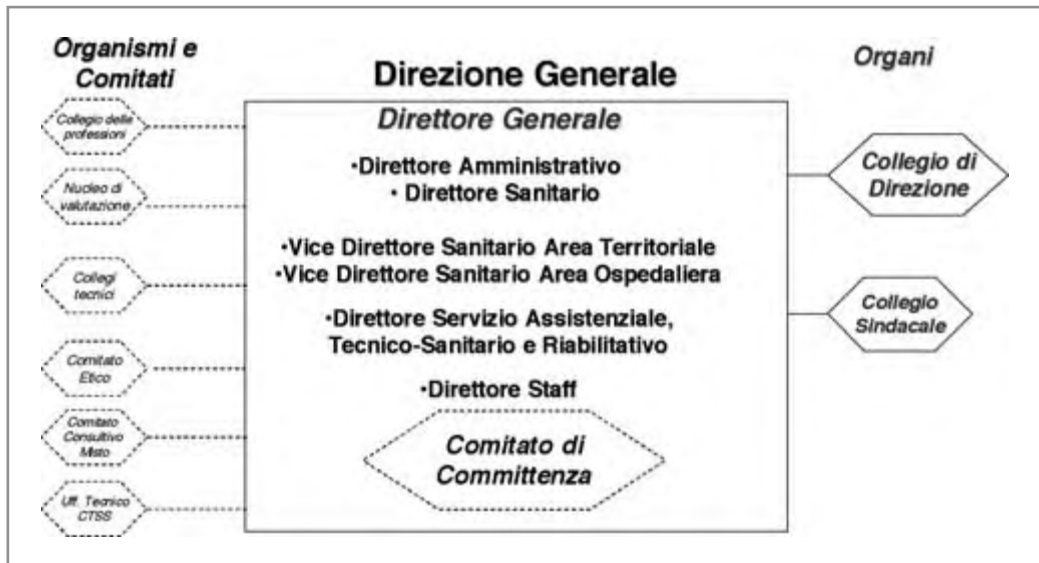 Organismi e
Comitati
Collegio delle
professioni
Nucleo di
valutazione
Collegi
tecnici
Comitato
Etico
Comitato
Consultivo
Misto
Uff. Tecnico
CTSS
Direzione Generale
Direttore Generale
•Direttore Amministrativo
• Direttore Sanitario
•Vice Direttore Sanitario Area Territoriale
•Vice Direttore Sanitario Area Ospedaliera
•Direttore Servizio Assistenziale,
Tecnico-Sanitario e Riabilitativo
•Direttore Staff
Comitato di
Committenza
Organi
Collegio di
Direzione
Collegio
Sindacale